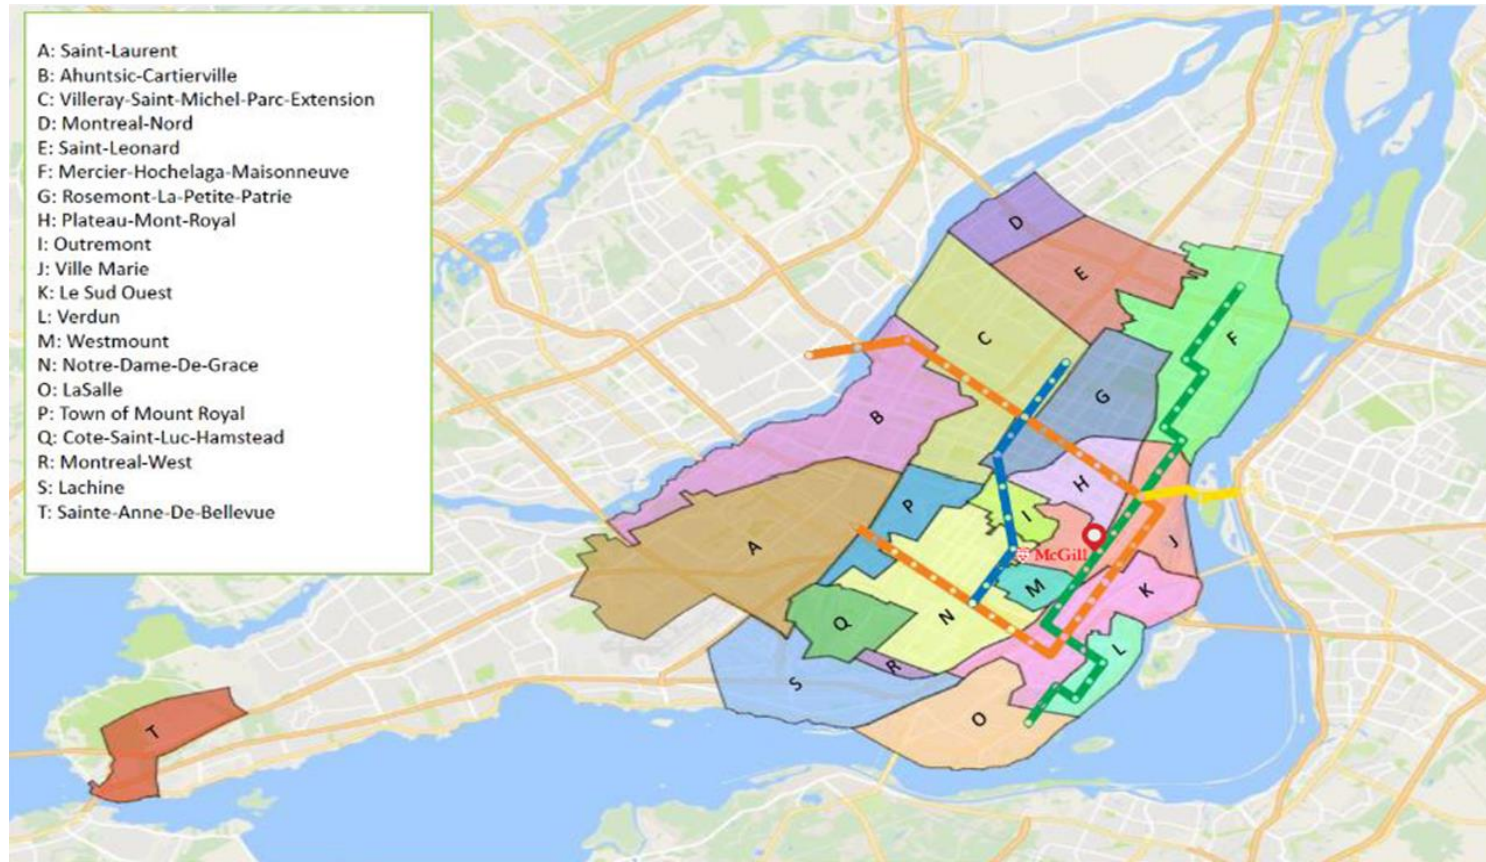 A: Saint-Laurent
B: Ahuntsic-Cartierville
C: Villeray-Saint-Michel-Parc-Extension
D: Montreal-Nord
E: Saint-Leonard
F: Mercier-Hochelaga-Maisonneuve
G: Rosemont-La-Petite-Patrie
H: Plateau-Mont-Royal
I: Outremont
J: Ville Marie
K: Le Sud Ouest
L: Verdun
M: Westmount
N: Notre-Dame-De-Grace
O: LaSalle
P: Town of Mount Royal
Q: Cote-Saint-Luc-Hamstead
R: Montreal-West
S: Lachine
T: Sainte-Anne-De-Bellevue
D
E
F
C
G
B
H
P
I
A
McGill
J
M
K
N
Q
L
R
S
O
T